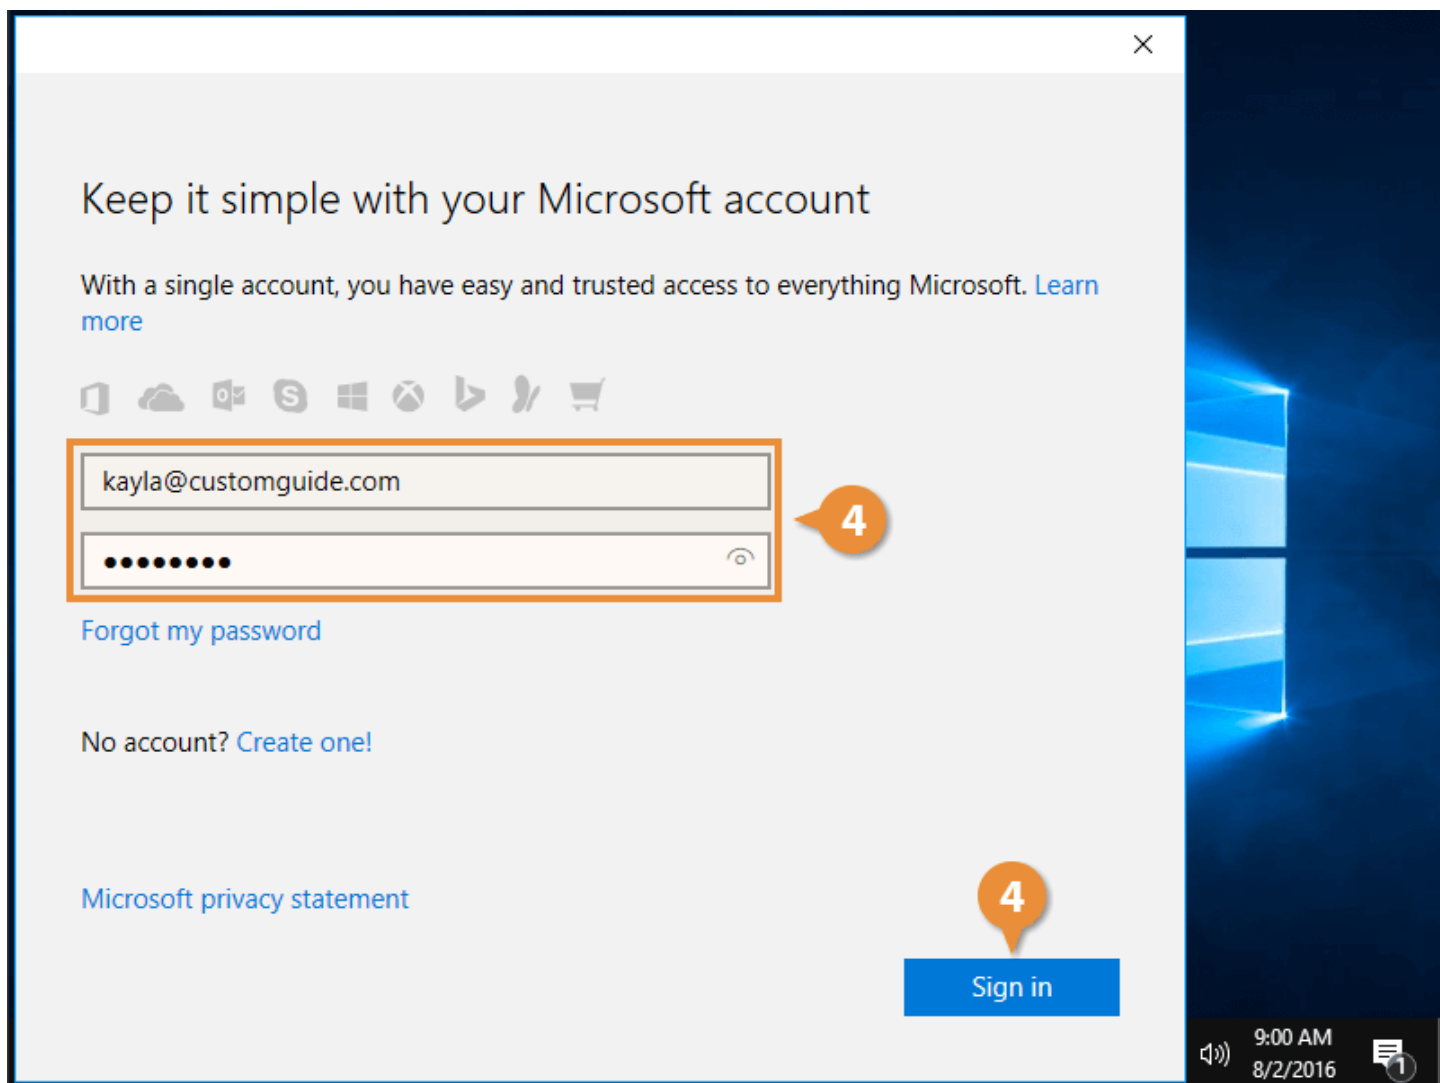 Keep it simple with your Microsoft account
With a single account, you have easy and trusted access to everything Microsoft. Learn
more
kayla@customguide.com
4
●●●●●●●●
Forgot my password
No account? Create one!
Microsoft privacy statement
4
Sign in
9:00 AM
8/2/2016
1